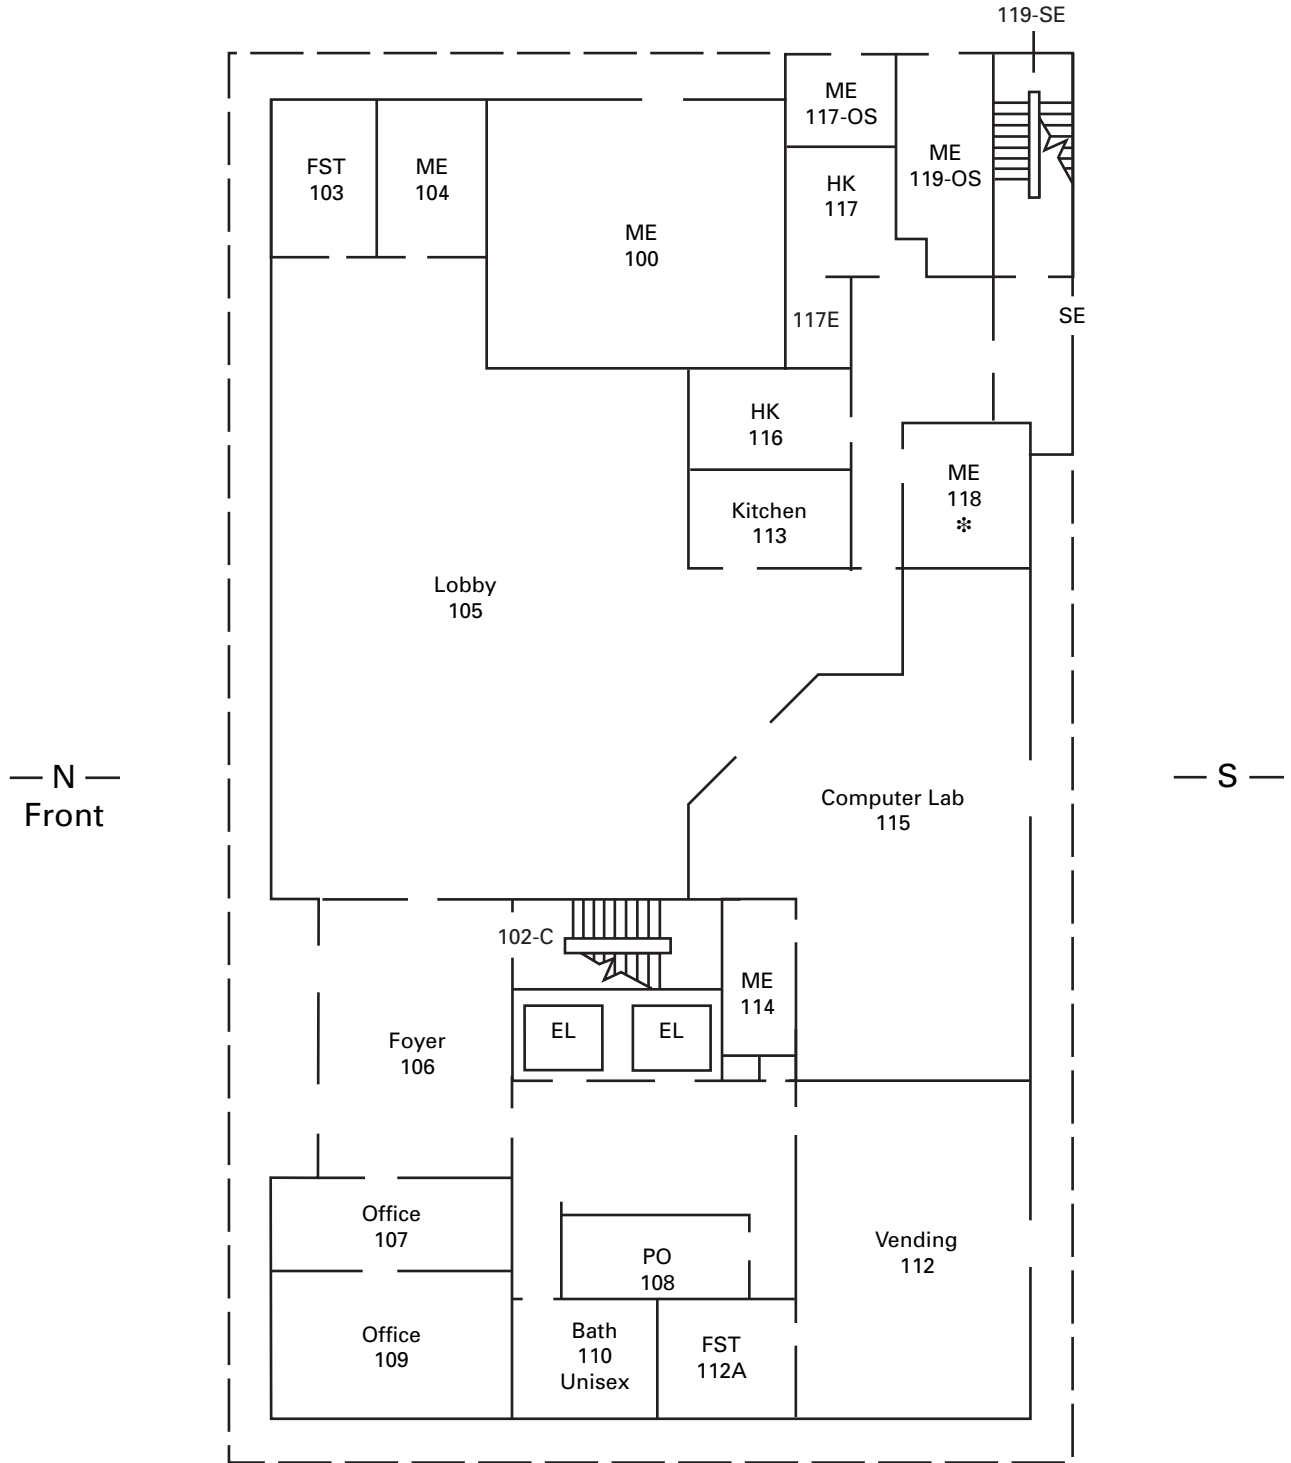 119-SE
ME
117-OS
ME
119-OS
FST
103
ME
104
HK
117
ME
100
117E
SE
HK
116
ME
118
✻
Kitchen
113
Lobby
105
— N —
Front
— S —
Computer Lab
115
102-C
ME
114
EL
EL
Foyer
106
Office
107
PO
108
Vending
112
Office
109
Bath
110
Unisex
FST
112A